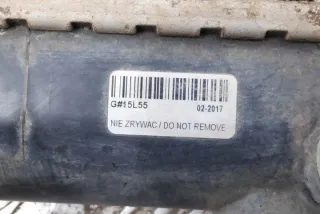 G#15L55 02-2017
NIE ZRYWAC / DO NOT REMOVE